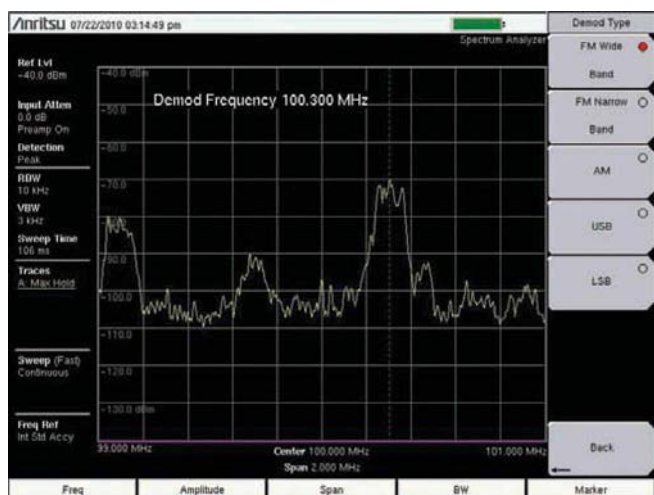 Anritsu 07/22/2010 03:14:49 pm
Spectrum Analyzer
Ref Lvl
-40.0 dBm
Input Atten
0.0 dB
Preamp On
Detection
Peak
RBW
10 kHz
VBW
3 kHz
Sweep Time
106 ms
Traces
A: Max Hold
Sweep (Fast)
Continuous
Freq Ref
Int Std Accy
-40.0 dBm
Demod Frequency 100.300 MHz
-50.0
-60.0
-70.0
-90.0
-100.0
-110.0
-120.0
-130.0 dBm
99.000 MHz
Center 100.000 MHz
101.000 MHz
Span 2.000 MHz
Demod Type
FM Wide
Band
FM Narrow
Band
AM
USB
LSB
Back
Freq
Amplitude
Span
BW
Marker